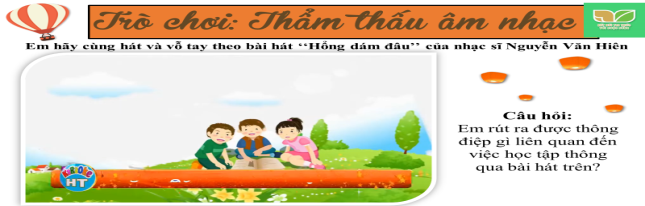 Trò chơi: Thẩm thấu âm nhạc
Em hãy cùng hát và vỗ tay theo bài hát “Hổng dám đâu” của nhạc sĩ Nguyễn Văn Hiên
Câu hỏi:
Em rút ra được thông
điệp gì liên quan đến
việc học tập thông
qua bài hát trên?
KARAOKE
HT